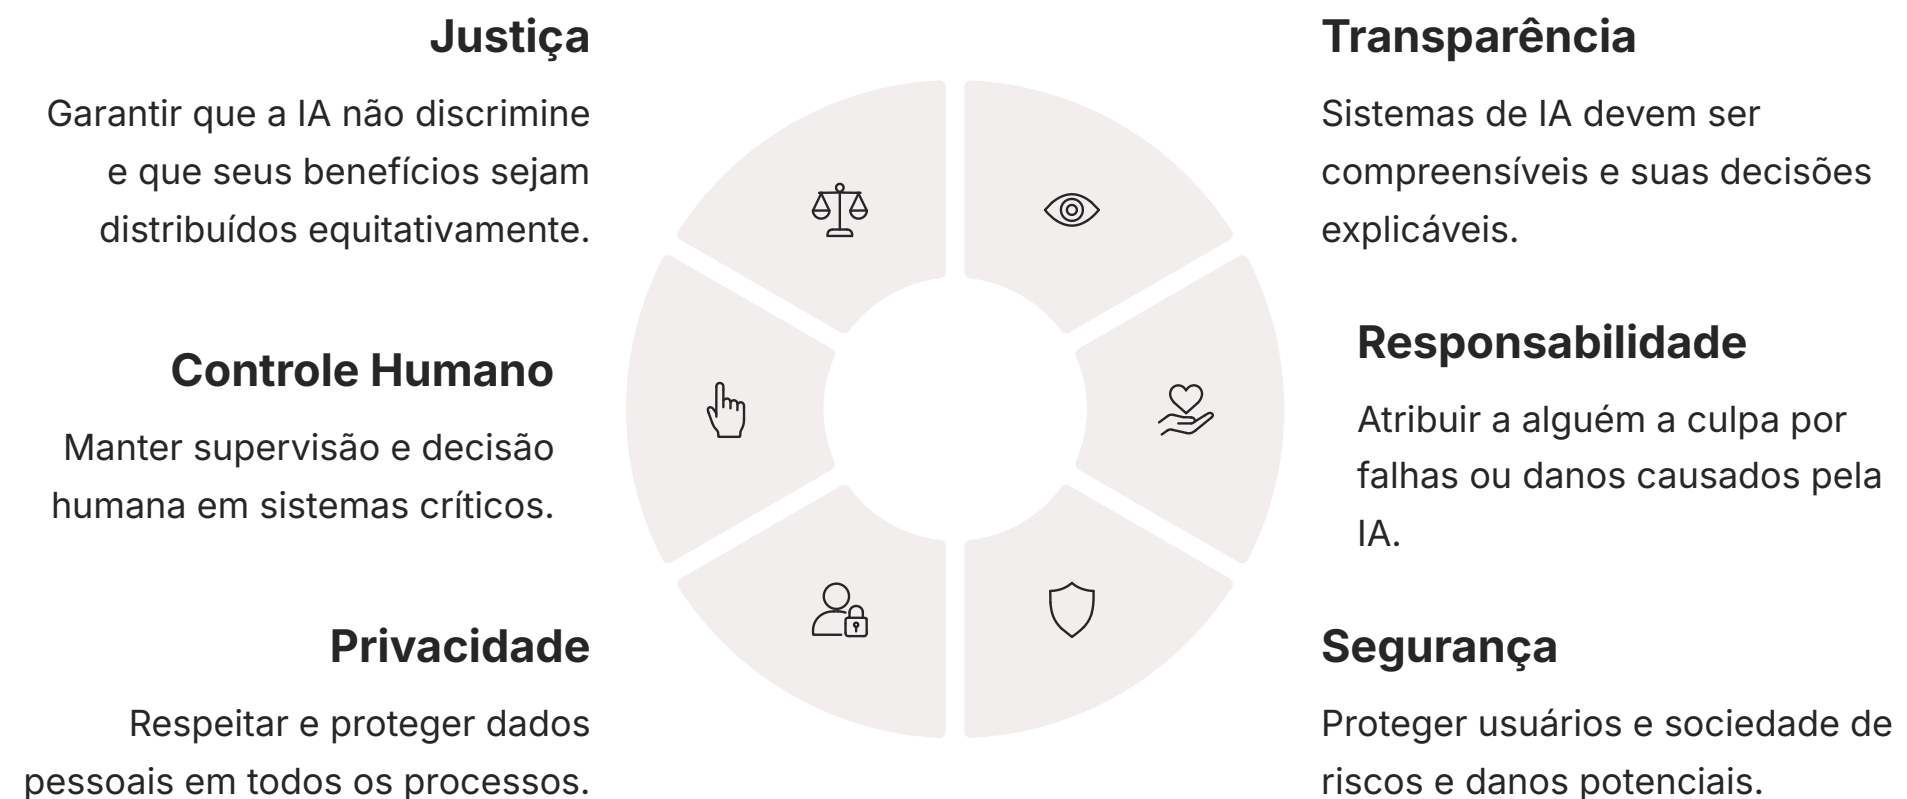 Justiça
Garantir que a IA não discrimine
e que seus benefícios sejam
distribuídos equitativamente.
Transparência
Sistemas de IA devem ser
compreensíveis e suas decisões
explicáveis.
Controle Humano
Manter supervisão e decisão
humana em sistemas críticos.
Responsabilidade
Atribuir a alguém a culpa por
falhas ou danos causados pela
IA.
Privacidade
Respeitar e proteger dados
pessoais em todos os processos.
Segurança
Proteger usuários e sociedade de
riscos e danos potenciais.